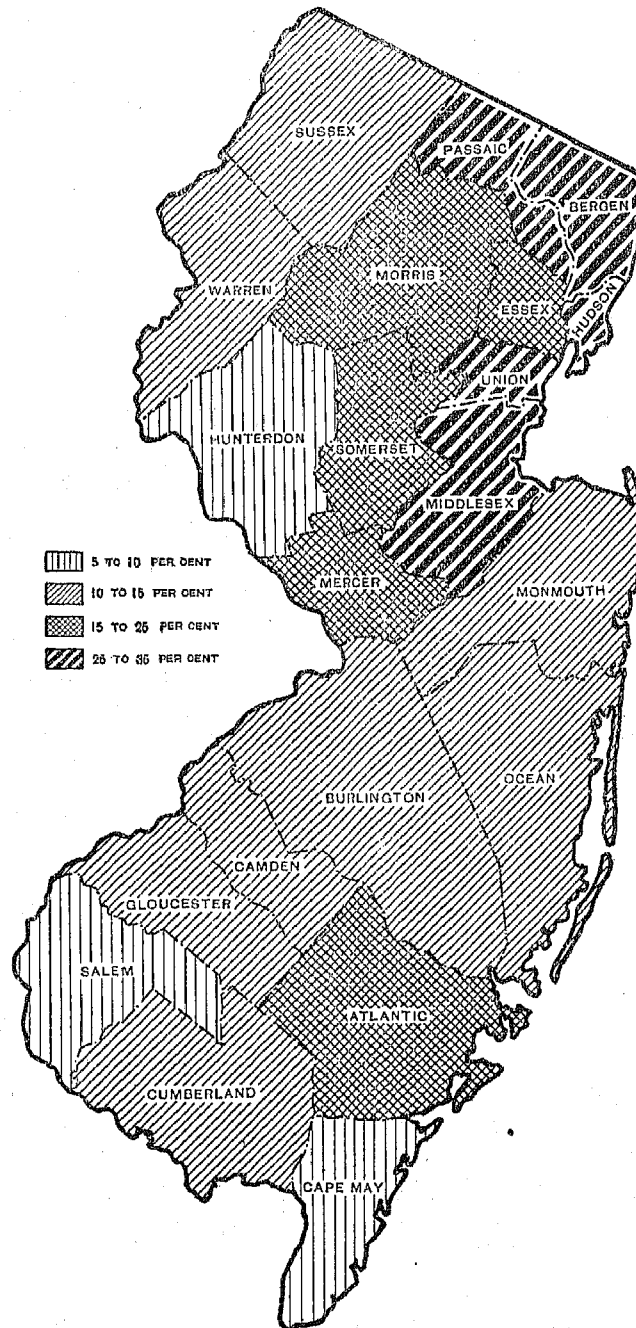 SUSSEX
PASSAIC
BERGEN
MORRIS
WARREN
ESSEX
HUDSON
UNION
HUNTERDON
SOMERSET
MIDDLESEX
5 TO 10 PER CENT
10 TO 15 PER CENT
15 TO 25 PER CENT
25 TO 35 PER CENT
MERCER
MONMOUTH
OCEAN
BURLINGTON
CAMDEN
GLOUCESTER
SALEM
ATLANTIC
CUMBERLAND
CAPE MAY